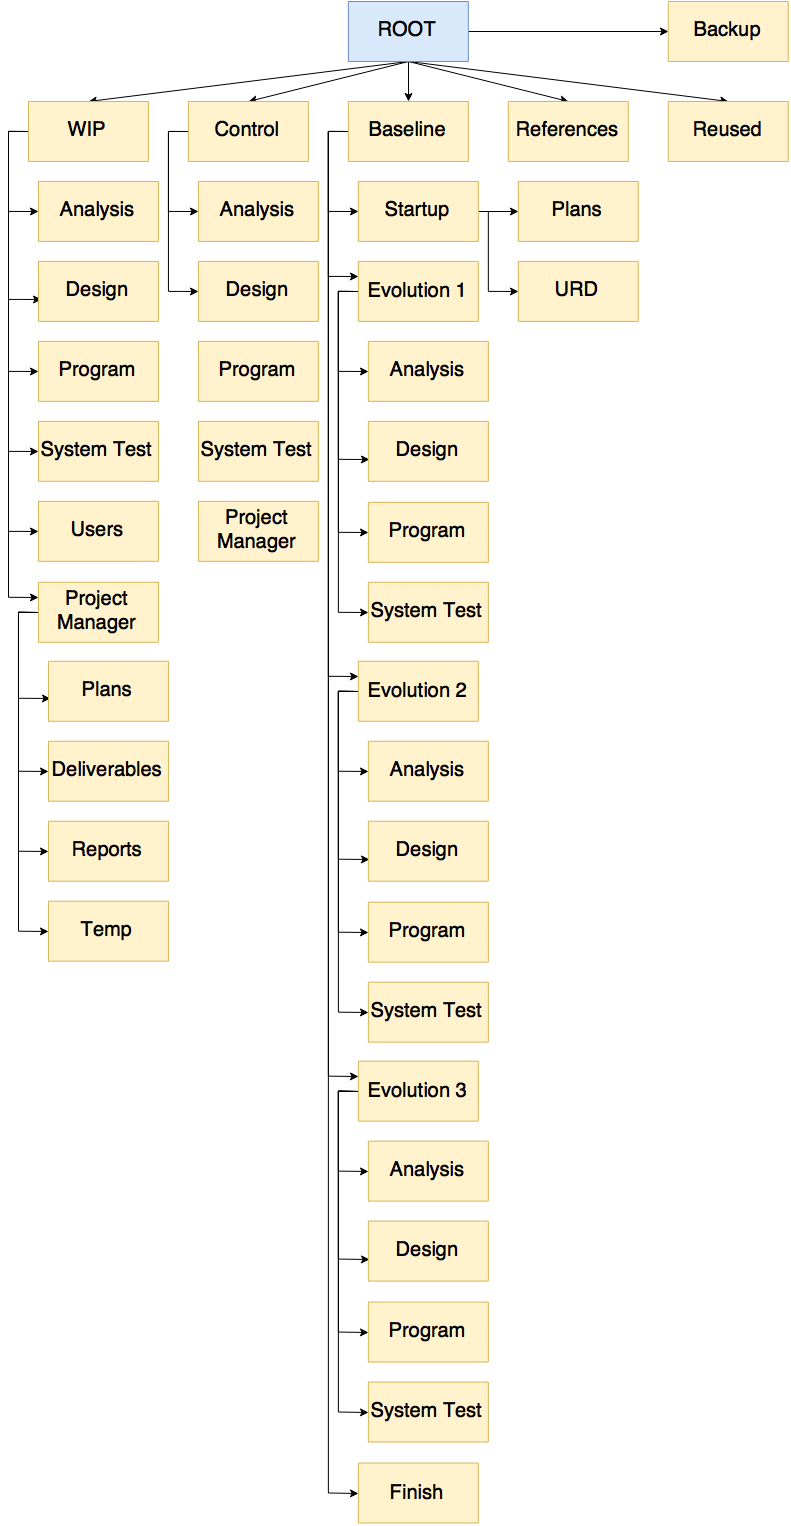 ROOT
Backup
WIP
Control
Baseline
References
Reused
Analysis
Design
Program
System Test
Users
Project
Manager
Plans
Deliverables
Reports
Temp
Analysis
Design
Program
System Test
Project
Manager
Startup
Plans
URD
Evolution 1
Analysis
Design
Program
System Test
Evolution 2
Analysis
Design
Program
System Test
Evolution 3
Analysis
Design
Program
System Test
Finish